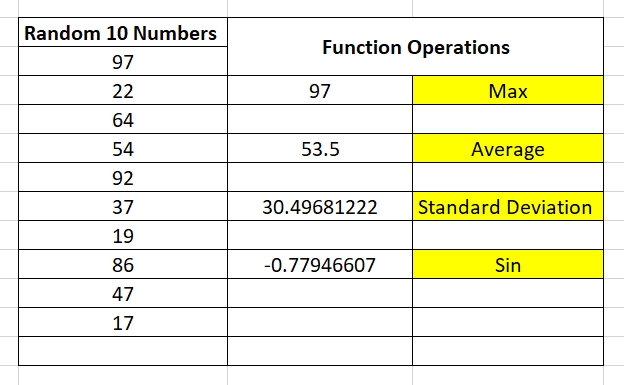 Random 10 Numbers
Function Operations
97
22 97 Max
64
54 53.5 Average
92
37 30.49681222 Standard Deviation
19
86 -0.77946607 Sin
47
17